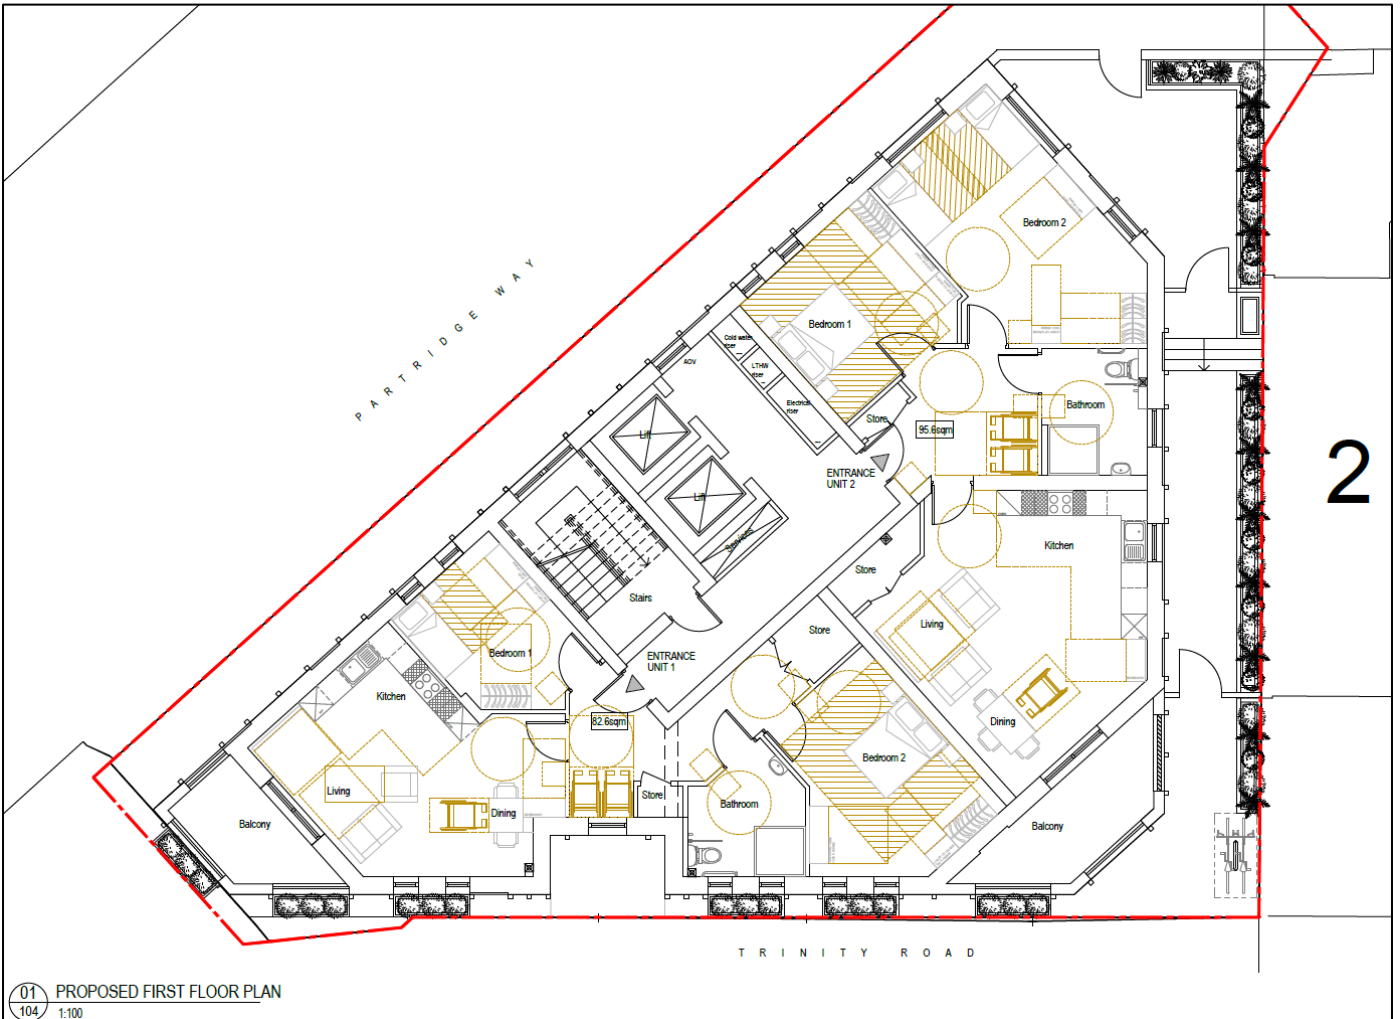 PARTRIDGE WAY
Bedroom 2
Bedroom 1
Cold water
riser
AOV
LTHW
riser
Electrical
riser
Lift
Lift
Services
Store
Bathroom
95.6sqm
ENTRANCE
UNIT 2
2
Kitchen
Store
Stairs
Living
Store
ENTRANCE
UNIT 1
Bedroom 1
Kitchen
82.6sqm
Dining
Bedroom 2
Living
Dining
Store
Bathroom
Balcony
Balcony
TRINITY ROAD
01
104
PROPOSED FIRST FLOOR PLAN
1:100